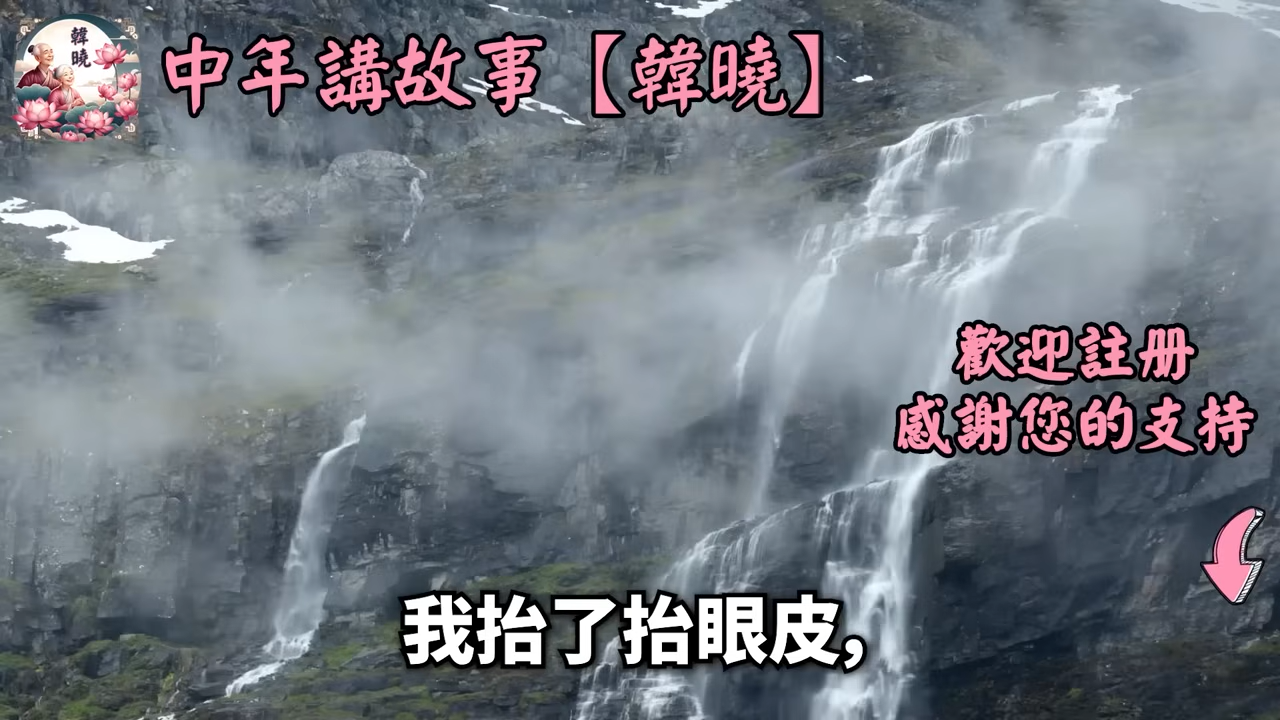 韓
曉
中年講故事【韓曉】
歡迎註册
感謝您的支持
我抬了抬眼皮,